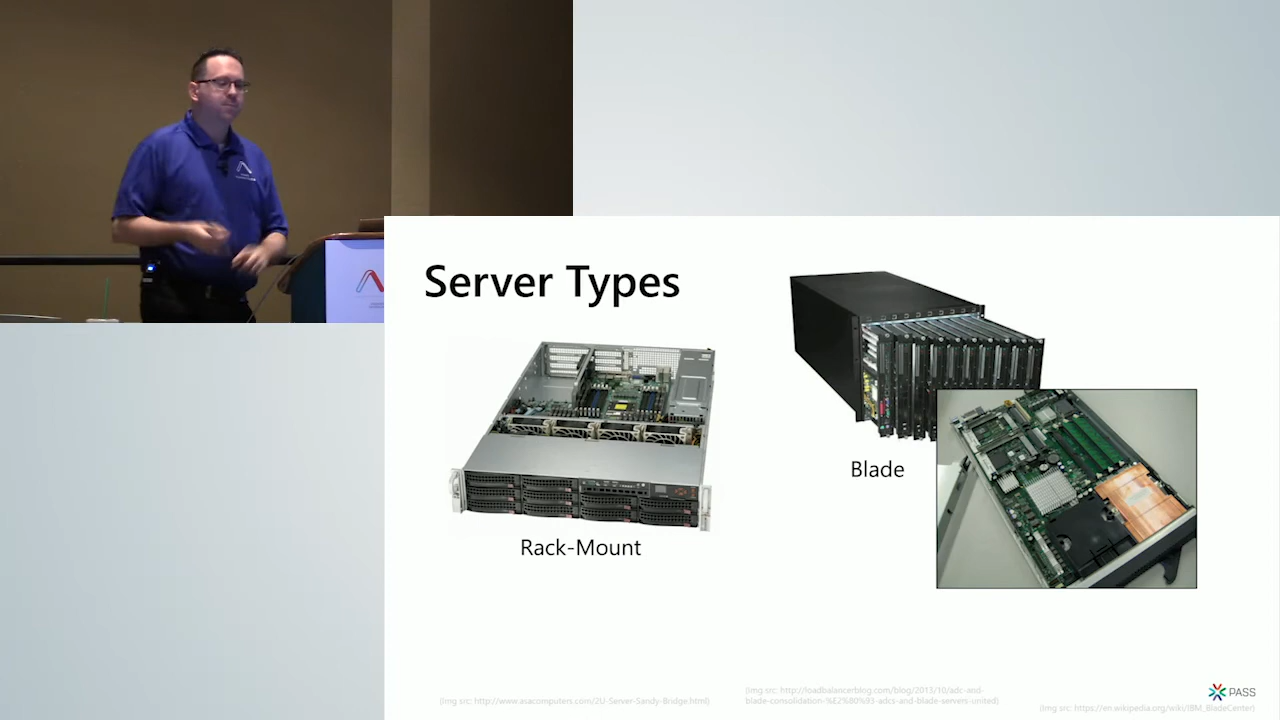 Server Types
Blade
Rack-Mount
(Img src: http://www.asacomputers.com/2U-Server-Sandy-Bridge.html)
(Img src: http://loadbalancerblog.com/blog/2013/10/adc-and-
blade-consolidation-%E2%80%93-adcs-and-blade-servers-united)
(Img src: https://en.wikipedia.org/wiki/IBM_BladeCenter)
PASS